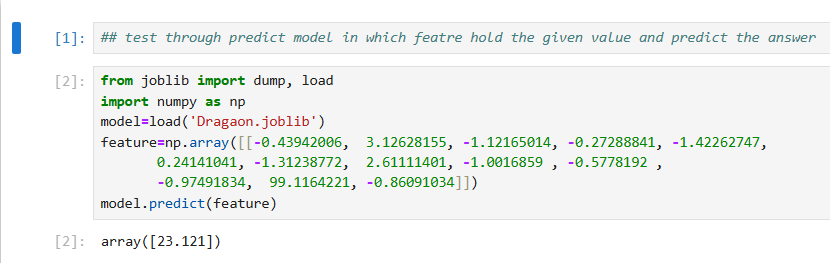 [1]: ## test through predict model in which featre hold the given value and predict the answer
[2]: from joblib import dump, load
import numpy as np
model=load('Dragaon.joblib')
feature=np.array([[-0.43942006,  3.12628155, -1.12165014, -0.27288841, -1.42262747,
        0.24141041, -1.31238772,  2.61111401, -1.0016859 , -0.5778192 ,
       -0.97491834,  99.1164221, -0.86091034]])
model.predict(feature)
[2]: array([23.121])